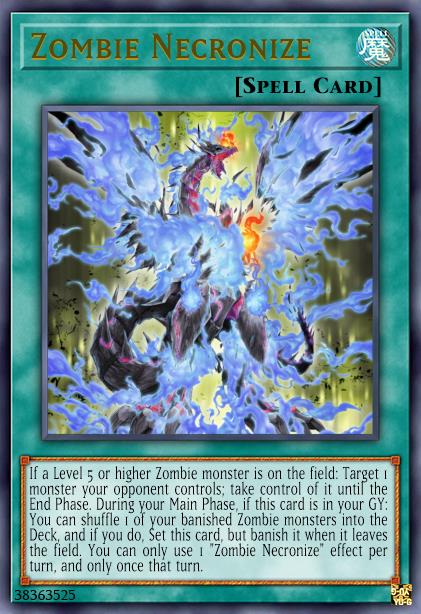 Zombie Necronize
SPELL
魔
[Spell Card]
If a Level 5 or higher Zombie monster is on the field: Target 1
monster your opponent controls; take control of it until the
End Phase. During your Main Phase, if this card is in your GY:
You can shuffle 1 of your banished Zombie monsters into the
Deck, and if you do, Set this card, but banish it when it leaves
the field. You can only use 1 "Zombie Necronize" effect per
turn, and only once that turn.
38363525